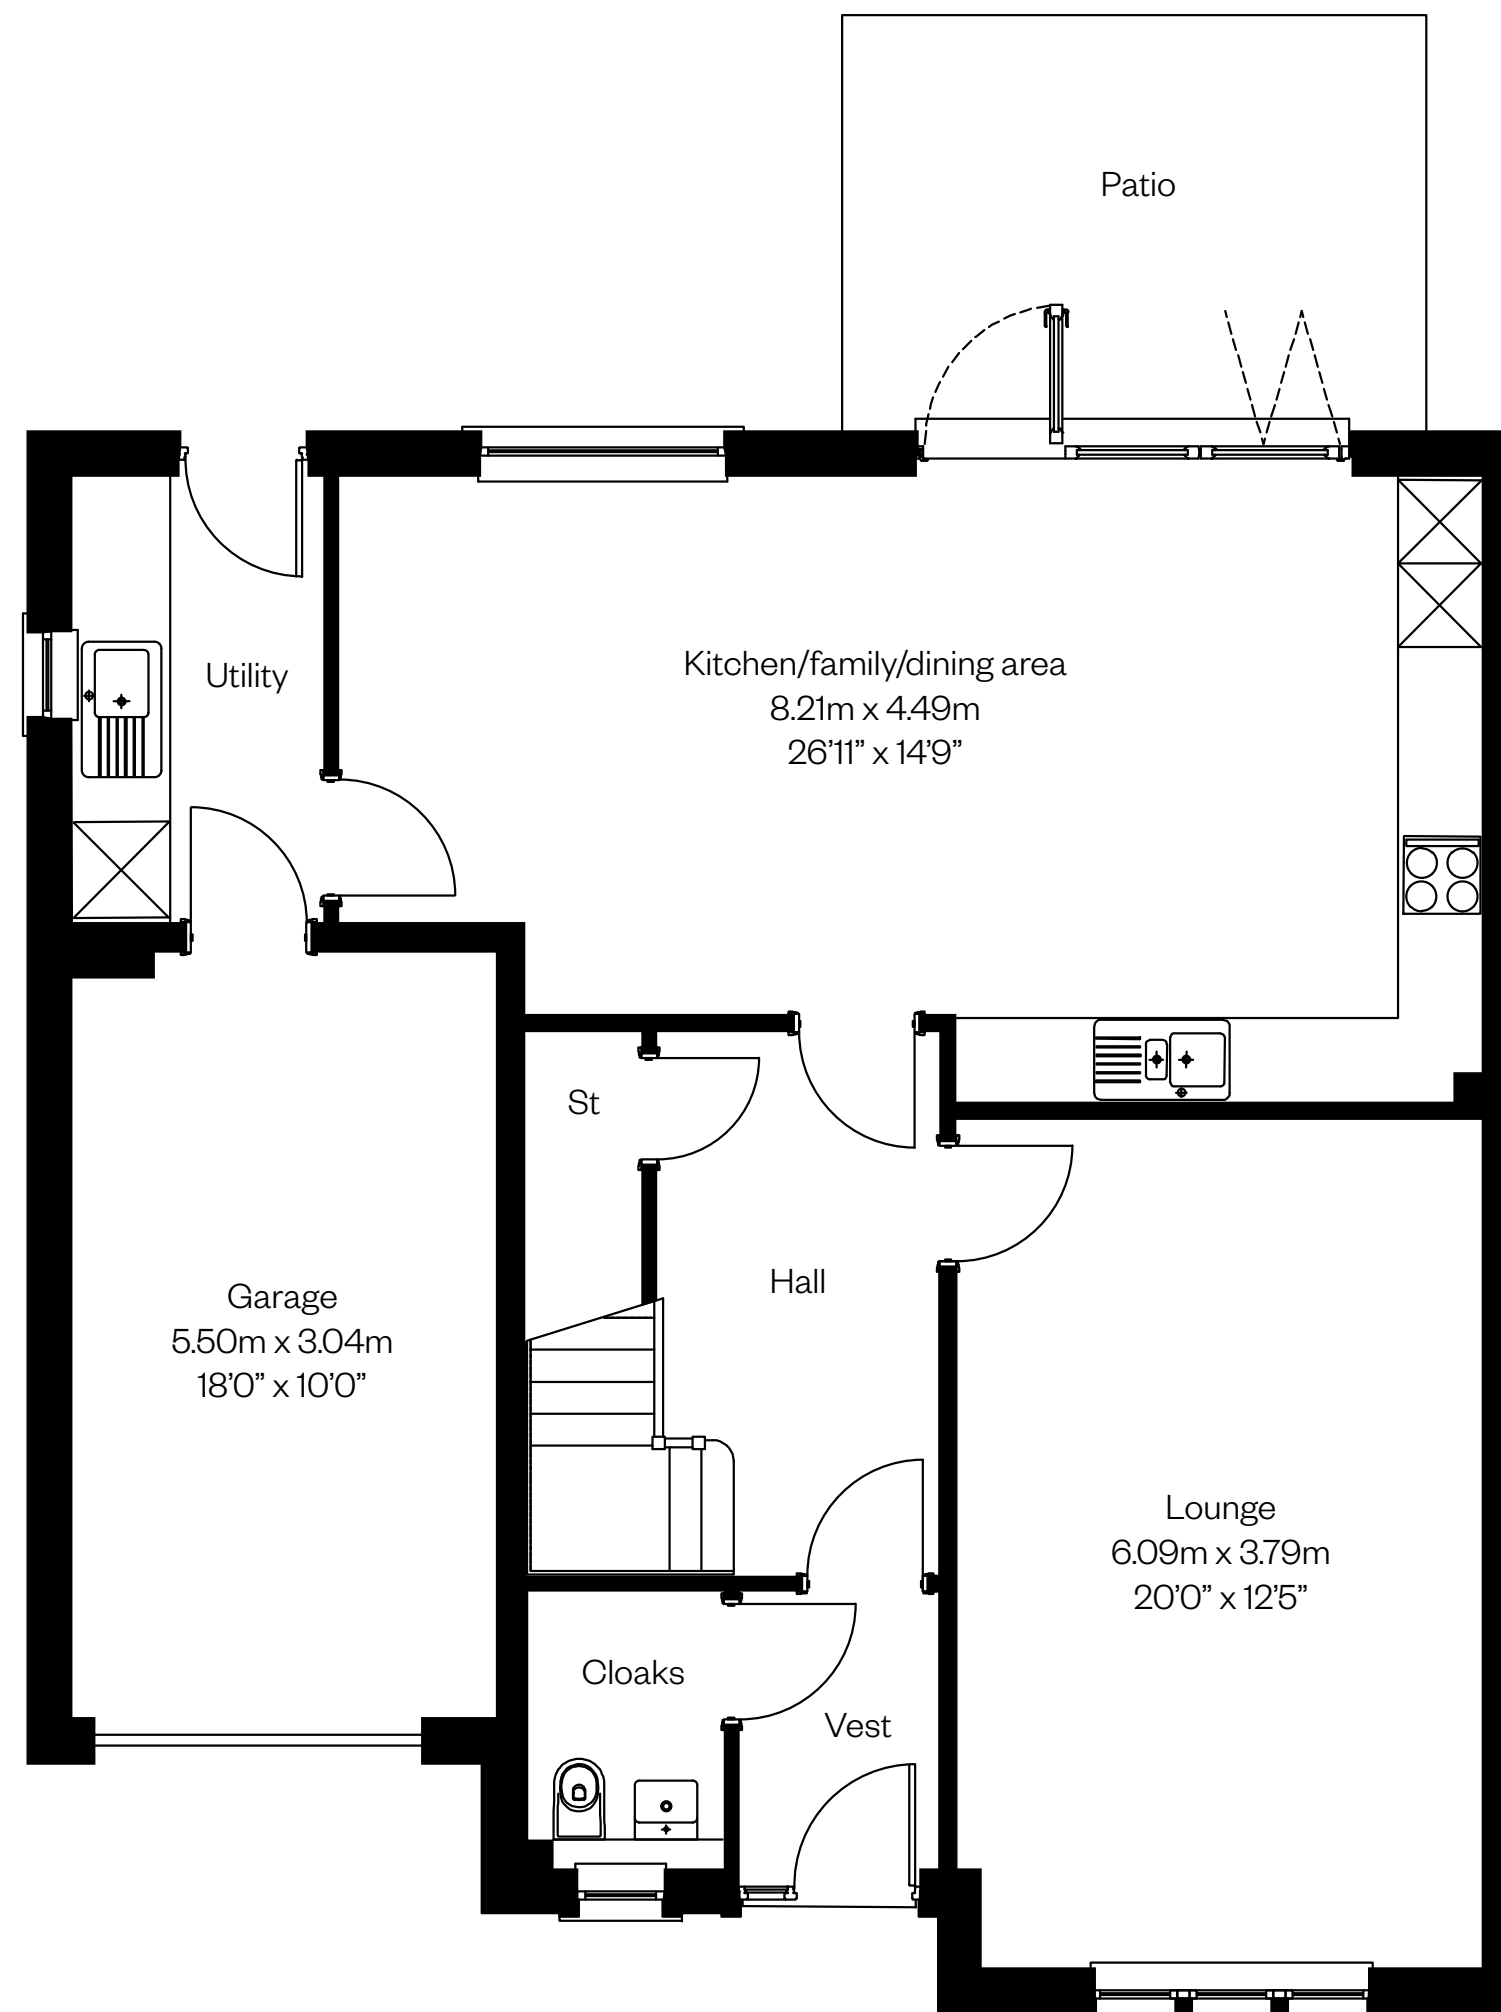 Patio
Utility
Kitchen/family/dining area
8.21m x 4.49m
26’11” x 14’9”
St
Hall
Garage
5.50m x 3.04m
18’0” x 10’0”
Lounge
6.09m x 3.79m
20’0” x 12’5”
Cloaks
Vest